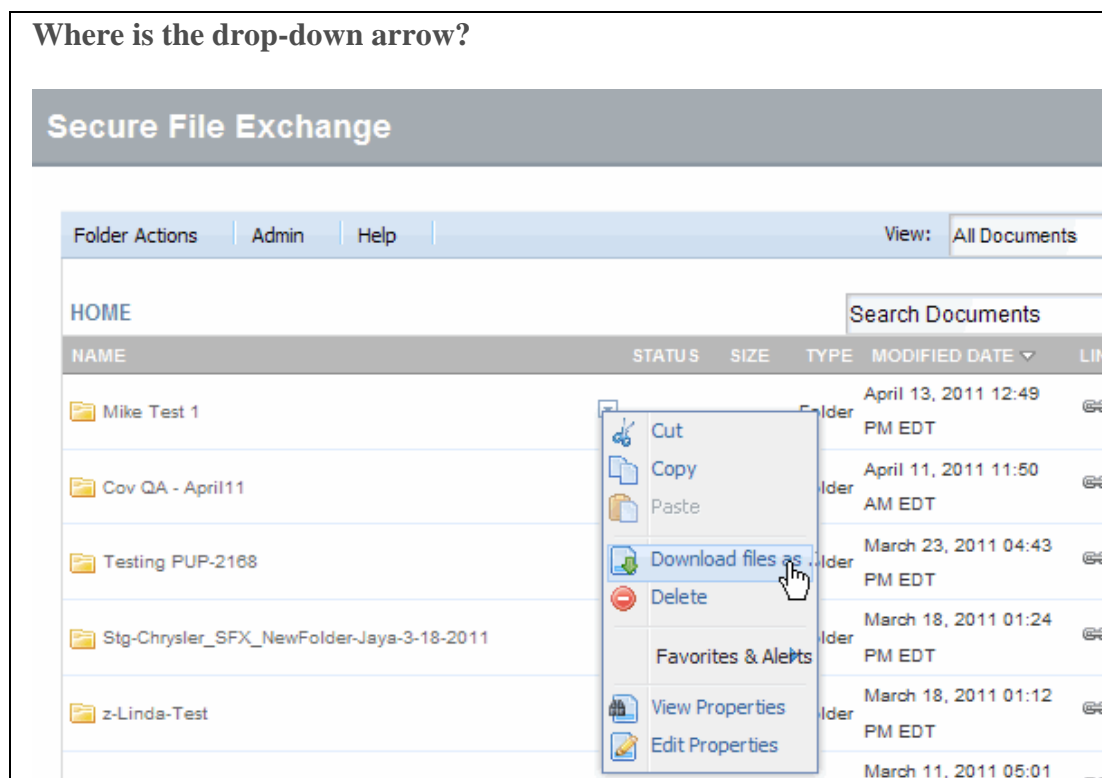 Where is the drop-down arrow?
Secure File Exchange
Folder Actions Admin Help View: All Documents
HOME Search Documents
NAME STATUS SIZE TYPE MODIFIED DATE
Mike Test 1 Folder April 13, 2011 12:49
PM EDT
Cut
Copy
Cov QA - April11 April 11, 2011 11:50
AM EDT
Paste
Testing PUP-2168 March 23, 2011 04:43
PM EDT
Download files as
Delete
Stg-Chrysler_SFX_NewFolder-Jaya-3-18-2011 March 18, 2011 01:24
PM EDT
Favorites & Alerts
z-Linda-Test March 18, 2011 01:12
PM EDT
View Properties
Edit Properties
March 11, 2011 05:01